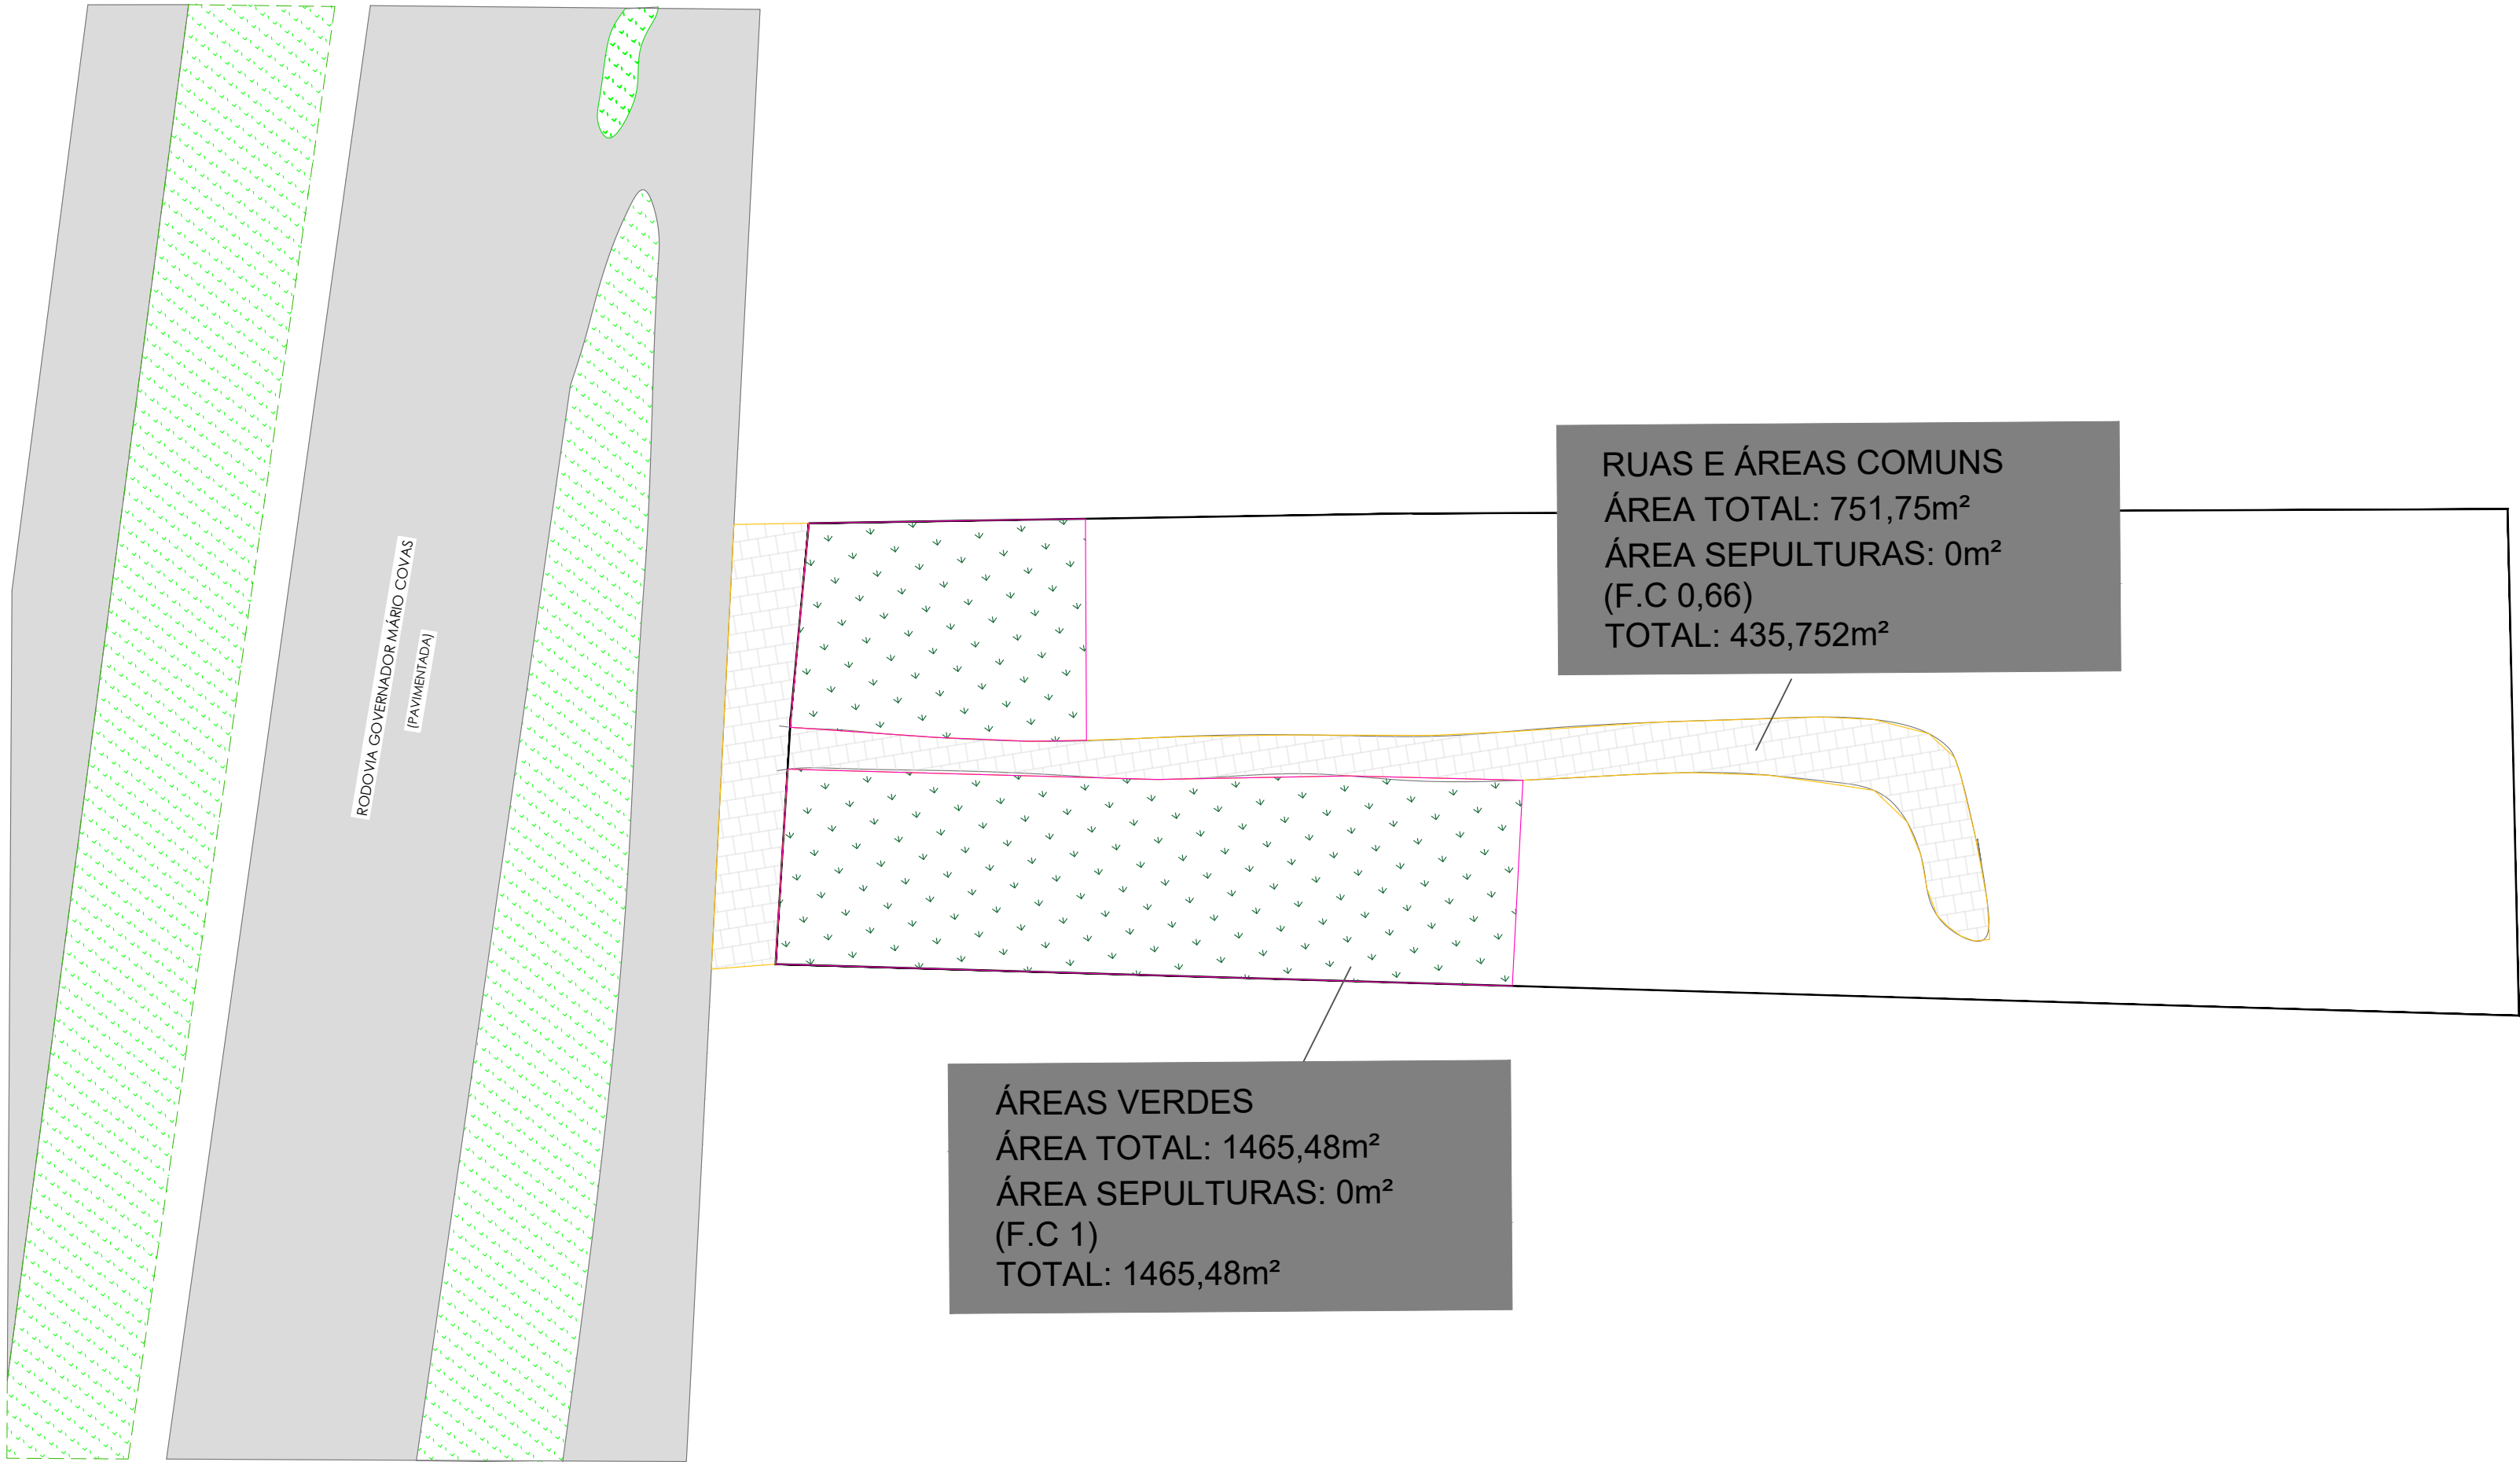 RODOVIA GOVERNADOR MÁRIO COVAS
(PAVIMENTADA)
RUAS E ÁREAS COMUNS
ÁREA TOTAL: 751,75m²
ÁREA SEPULTURAS: 0m²
(F.C 0,66)
TOTAL: 435,752m²
ÁREAS VERDES
ÁREA TOTAL: 1465,48m²
ÁREA SEPULTURAS: 0m²
(F.C 1)
TOTAL: 1465,48m²